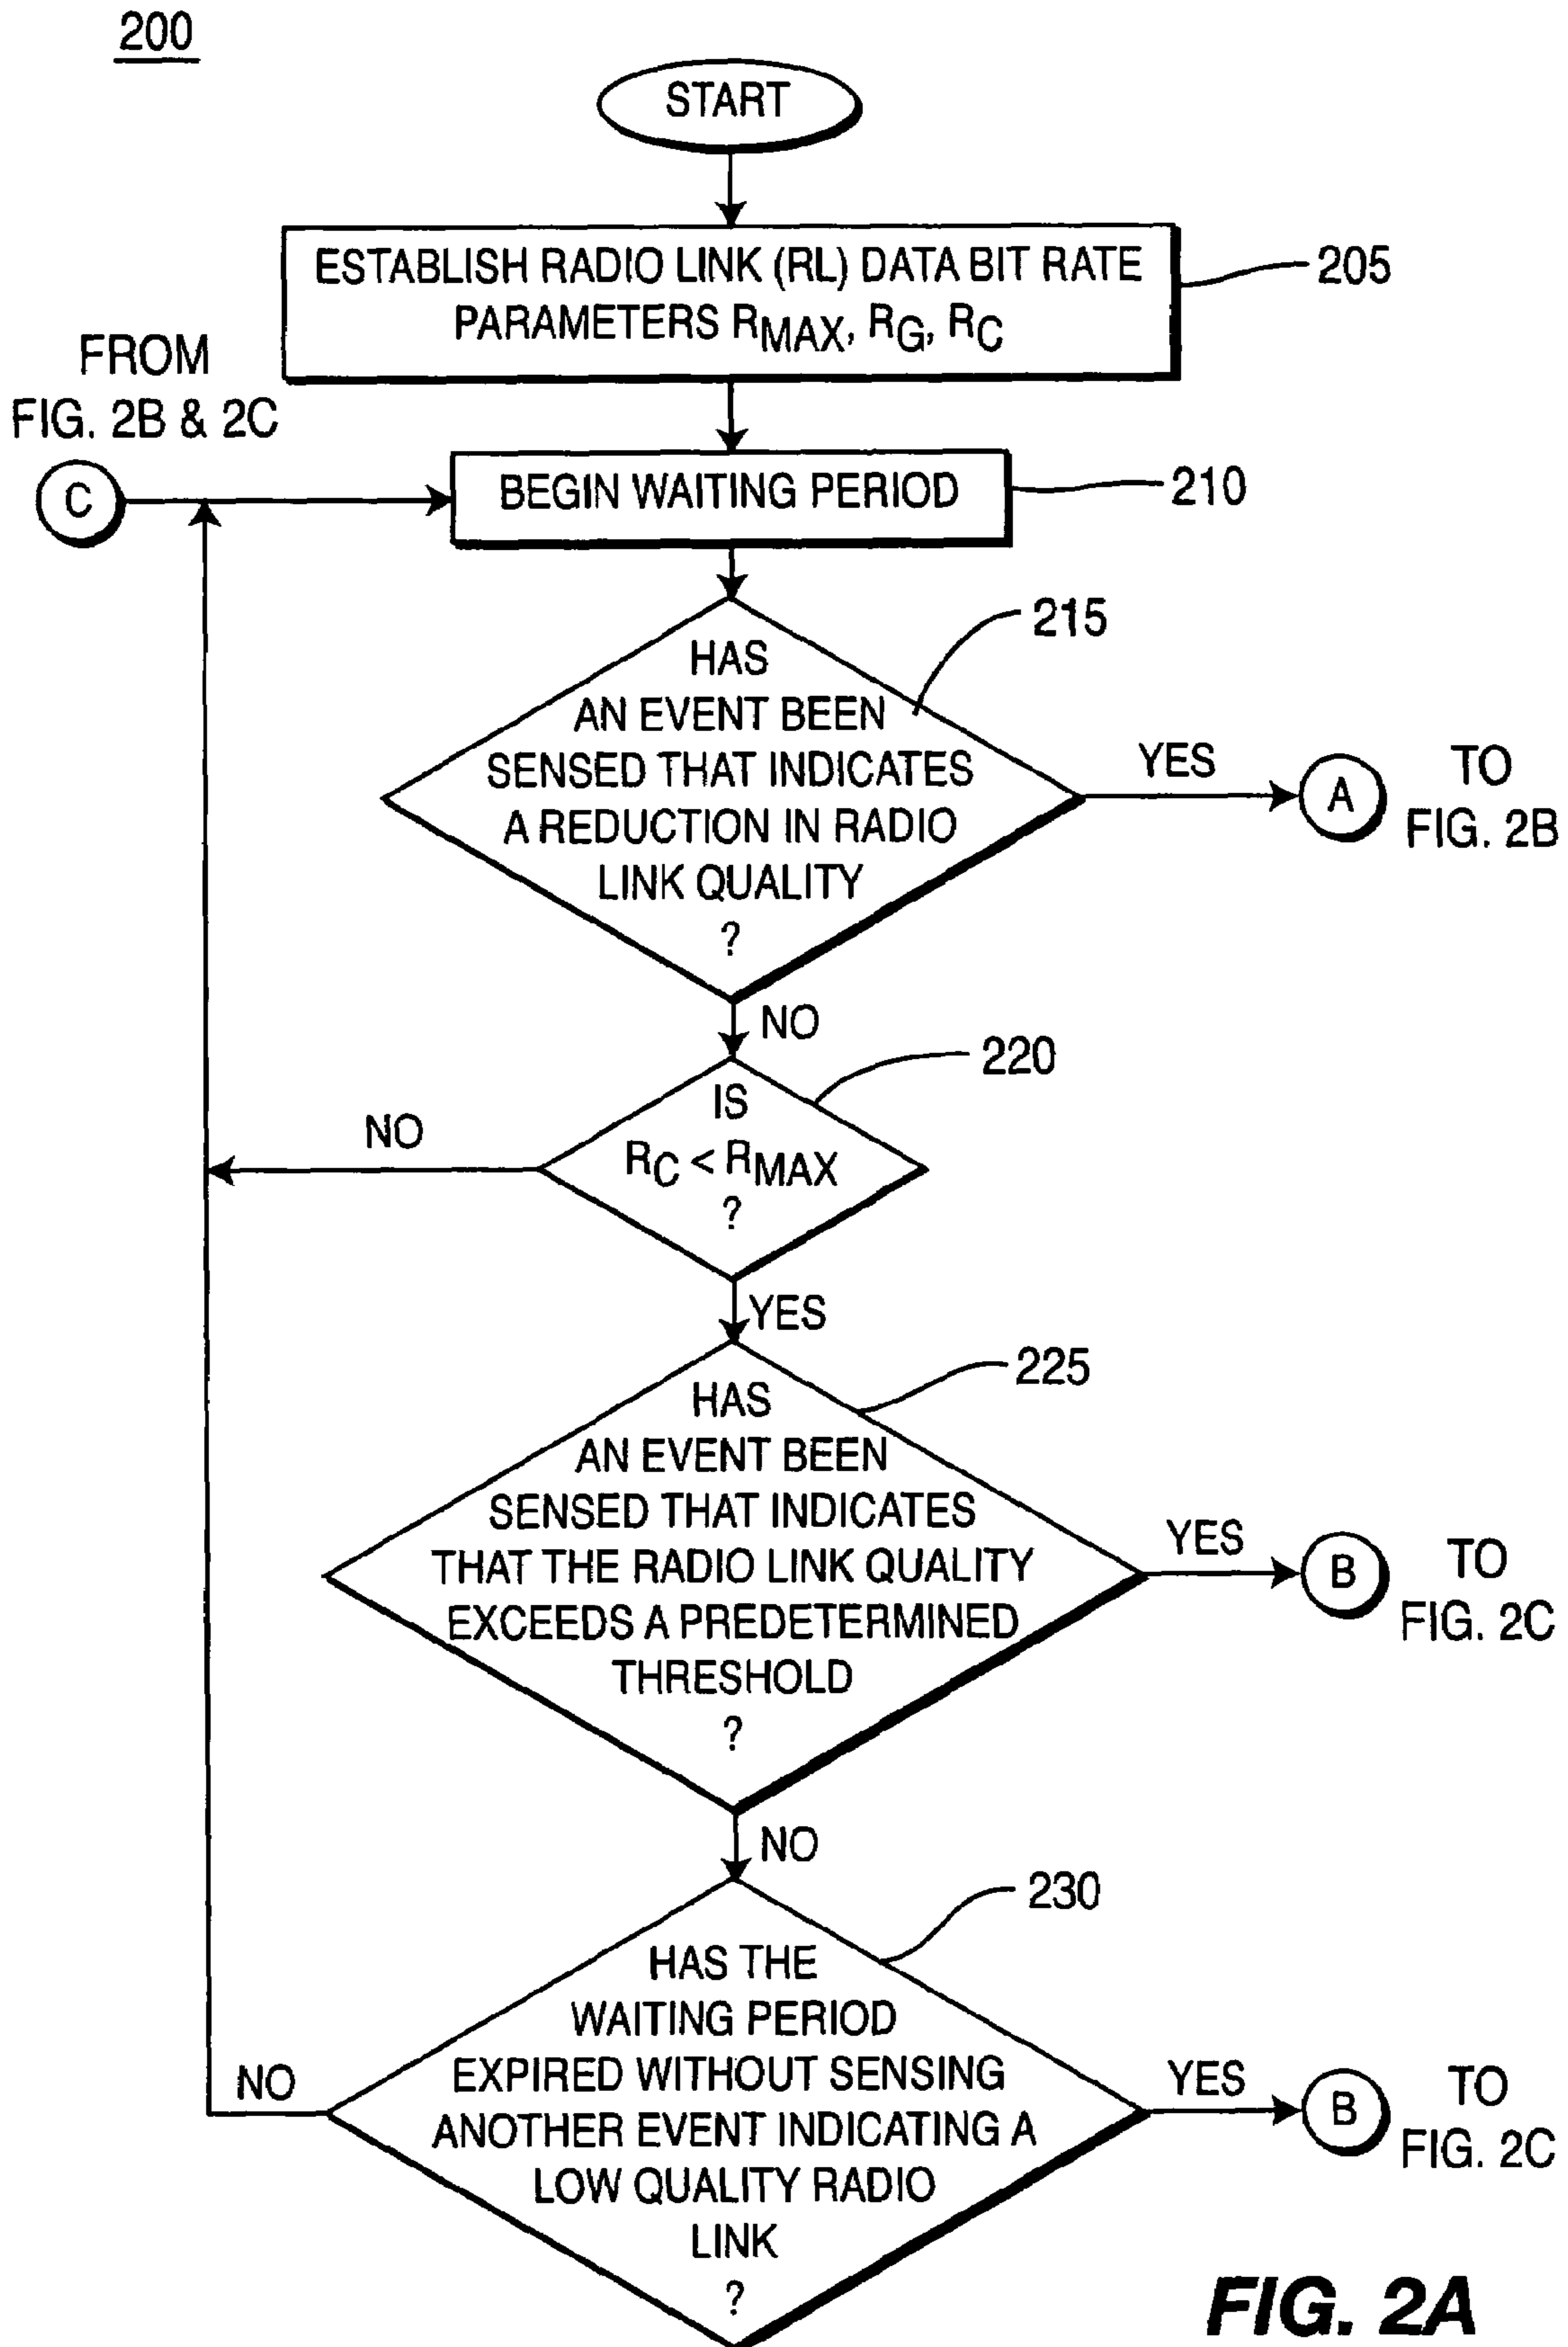 200
START
ESTABLISH RADIO LINK (RL) DATA BIT RATE
PARAMETERS RMAX, RG, RC
205
FROM
FIG. 2B & 2C
C
BEGIN WAITING PERIOD
210
HAS
AN EVENT BEEN
SENSED THAT INDICATES
A REDUCTION IN RADIO
LINK QUALITY
?
215
YES
A
TO
FIG. 2B
NO
220
IS
RC < RMAX
?
NO
YES
225
HAS
AN EVENT BEEN
SENSED THAT INDICATES
THAT THE RADIO LINK QUALITY
EXCEEDS A PREDETERMINED
THRESHOLD
?
YES
B
TO
FIG. 2C
NO
230
HAS THE
WAITING PERIOD
EXPIRED WITHOUT SENSING
ANOTHER EVENT INDICATING A
LOW QUALITY RADIO
LINK
?
NO
YES
B
TO
FIG. 2C
FIG. 2A